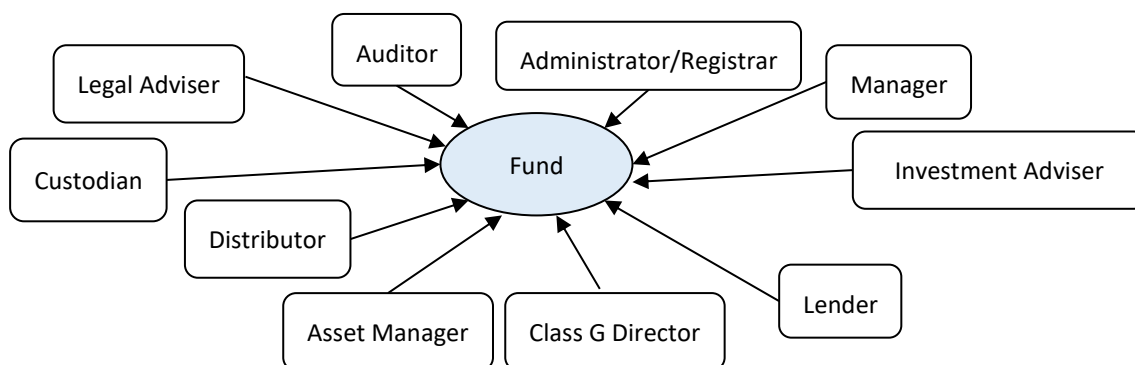 Auditor
Administrator/Registrar
Legal Adviser
Manager
Fund
Investment Adviser
Custodian
Distributor
Lender
Asset Manager
Class G Director